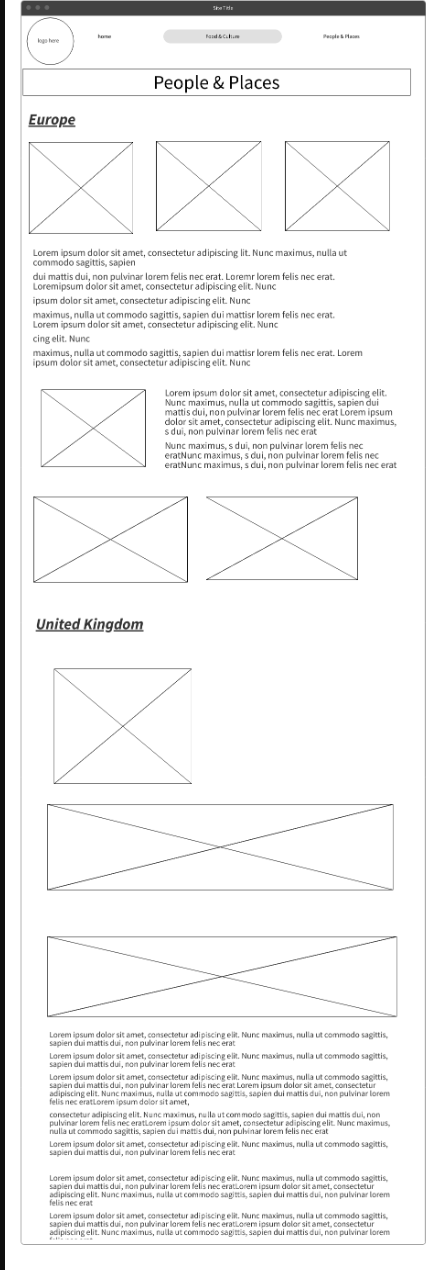 Site Title
logo here
Home
Food & Culture
People & Places
People & Places
Europe
Lorem ipsum dolor sit amet, consectetur adipiscing lit. Nunc maximus, nulla ut
commodo sagittis, sapien
dui mattis dui, non pulvinar lorem felis nec erat. Loremr lorem felis nec erat.
Loremipsum dolor sit amet, consectetur adipiscing elit. Nunc
ipsum dolor sit amet, consectetur adipiscing elit. Nunc
maximus, nulla ut commodo sagittis, sapien dui mattisr lorem felis nec erat.
Lorem ipsum dolor sit amet, consectetur adipiscing elit. Nunc
cing elit. Nunc
maximus, nulla ut commodo sagittis, sapien dui mattisr lorem felis nec erat. Lorem
ipsum dolor sit amet, consectetur adipiscing elit. Nunc
Lorem ipsum dolor sit amet, consectetur adipiscing elit.
Nunc maximus, nulla ut commodo sagittis, sapien dui
mattis dui, non pulvinar lorem felis nec erat Lorem ipsum
dolor sit amet, consectetur adipiscing elit. Nunc maximus,
s dui, non pulvinar lorem felis nec erat
Nunc maximus, s dui, non pulvinar lorem felis nec
eratNunc maximus, s dui, non pulvinar lorem felis nec
eratNunc maximus, s dui, non pulvinar lorem felis nec erat
United Kingdom
Lorem ipsum dolor sit amet, consectetur adipiscing elit. Nunc maximus, nulla ut commodo sagittis,
sapien dui mattis dui, non pulvinar lorem felis nec erat
Lorem ipsum dolor sit amet, consectetur adipiscing elit. Nunc maximus, nulla ut commodo sagittis,
sapien dui mattis dui, non pulvinar lorem felis nec erat
Lorem ipsum dolor sit amet, consectetur adipiscing elit. Nunc maximus, nulla ut commodo sagittis,
sapien dui mattis dui, non pulvinar lorem felis nec erat.Lorem ipsum dolor sit amet, consectetur
adipiscing elit. Nunc maximus, nulla ut commodo sagittis, sapien dui mattis dui, non pulvinar lorem
felis nec eratLorem ipsum dolor sit amet,
consectetur adipiscing elit. Nunc maximus, nulla ut commodo sagittis, sapien dui mattis dui, non
pulvinar lorem felis nec eratLorem ipsum dolor sit amet, consectetur adipiscing elit. Nunc maximus,
nulla ut commodo sagittis, sapien dui mattis dui, non pulvinar lorem felis nec erat
Lorem ipsum dolor sit amet, consectetur adipiscing elit. Nunc maximus, nulla ut commodo sagittis,
sapien dui mattis dui, non pulvinar lorem felis nec erat
Lorem ipsum dolor sit amet, consectetur adipiscing elit. Nunc maximus, nulla ut commodo sagittis,
sapien dui mattis dui, non pulvinar lorem felis nec eratLorem ipsum dolor sit amet, consectetur
adipiscing elit. Nunc maximus, nulla ut commodo sagittis, sapien dui mattis dui, non pulvinar lorem
felis nec erat
Lorem ipsum dolor sit amet, consectetur adipiscing elit. Nunc maximus, nulla ut commodo sagittis,
sapien dui mattis dui, non pulvinar lorem felis nec eratLorem ipsum dolor sit amet, consectetur
adipiscing elit. Nunc maximus, nulla ut commodo sagittis, sapien dui mattis dui, non pulvinar lorem